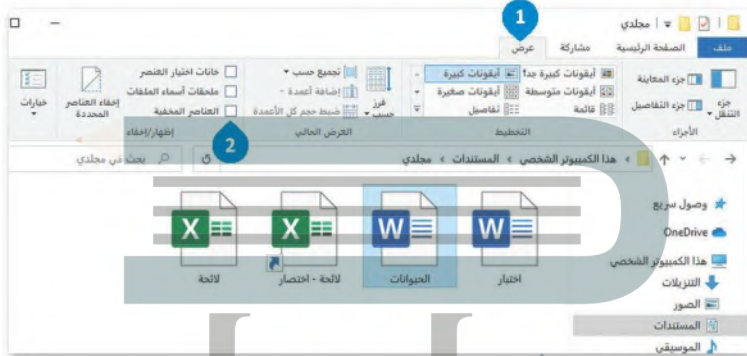 1
مجلدي
ملف الصفحة الرئيسية مشاركة عرض
جزء التنقل
جزء المعاينة
جزء التفاصيل
الأجزاء
أيقونات كبيرة جدا أيقونات كبيرة
أيقونات متوسطة أيقونات صغيرة
قائمة تفاصيل
التخطيط
فرز حسب
تجميع حسب
إضافة أعمدة
ضبط حجم كل الأعمدة
العرض الحالي
خانات اختيار العنصر
ملحقات أسماء الملفات
العناصر المخفية
إخفاء العناصر المحددة
إظهار/إخفاء
خيارات
2
هذا الكمبيوتر الشخصي › المستندات › مجلدي
بحث في مجلدي
وصول سريع
OneDrive
هذا الكمبيوتر الشخصي
التنزيلات
الصور
المستندات
الموسيقى
اختبار
الحيوانات
لائحة - اختصار
لائحة